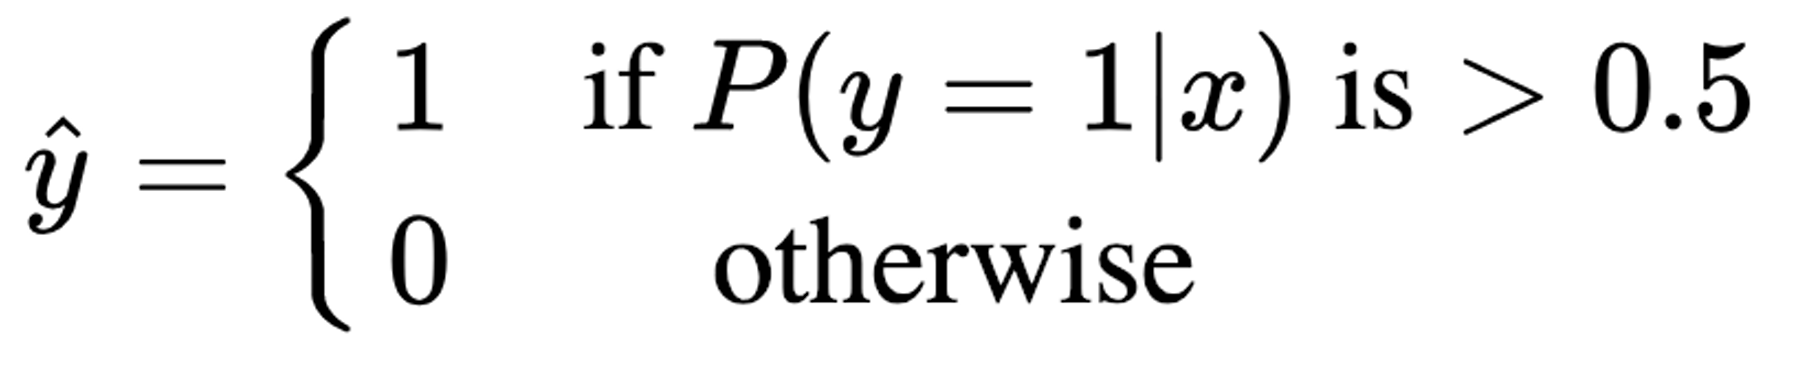 ŷ = { 1 if P(y = 1|x) is > 0.5
0 otherwise